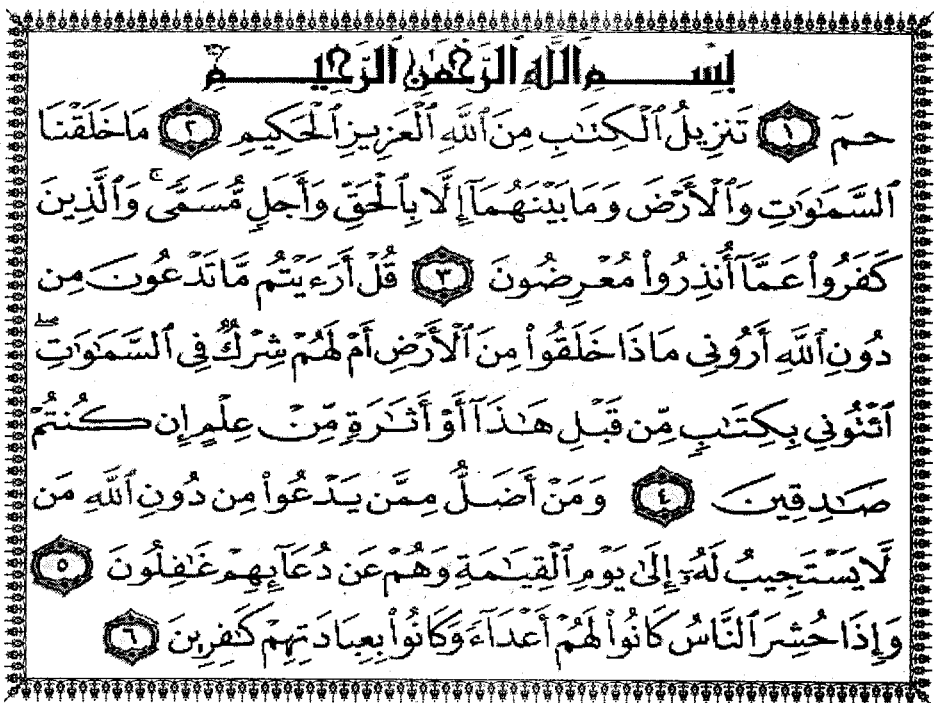 بِسْمِ ٱللَّهِ ٱلرَّحْمَٰنِ ٱلرَّحِيمِ
حمٓ ١ تَنزِيلُ ٱلْكِتَٰبِ مِنَ ٱللَّهِ ٱلْعَزِيزِ ٱلْحَكِيمِ ٢ مَا خَلَقْنَا
ٱلسَّمَٰوَٰتِ وَٱلْأَرْضَ وَمَا بَيْنَهُمَآ إِلَّا بِٱلْحَقِّ وَأَجَلٍ مُّسَمًّى ۚ وَٱلَّذِينَ
كَفَرُوا۟ عَمَّآ أُنذِرُوا۟ مُعْرِضُونَ ٣ قُلْ أَرَءَيْتُم مَّا تَدْعُونَ مِن
دُونِ ٱللَّهِ أَرُونِى مَاذَا خَلَقُوا۟ مِنَ ٱلْأَرْضِ أَمْ لَهُمْ شِرْكٌ فِى ٱلسَّمَٰوَٰتِ ۖ
ٱئْتُونِى بِكِتَٰبٍ مِّن قَبْلِ هَٰذَآ أَوْ أَثَٰرَةٍ مِّنْ عِلْمٍ إِن كُنتُمْ
صَٰدِقِينَ ٤ وَمَنْ أَضَلُّ مِمَّن يَدْعُوا۟ مِن دُونِ ٱللَّهِ مَن
لَّا يَسْتَجِيبُ لَهُۥٓ إِلَىٰ يَوْمِ ٱلْقِيَٰمَةِ وَهُمْ عَن دُعَآئِهِمْ غَٰفِلُونَ ٥
وَإِذَا حُشِرَ ٱلنَّاسُ كَانُوا۟ لَهُمْ أَعْدَآءً وَكَانُوا۟ بِعِبَادَتِهِمْ كَٰفِرِينَ ٦